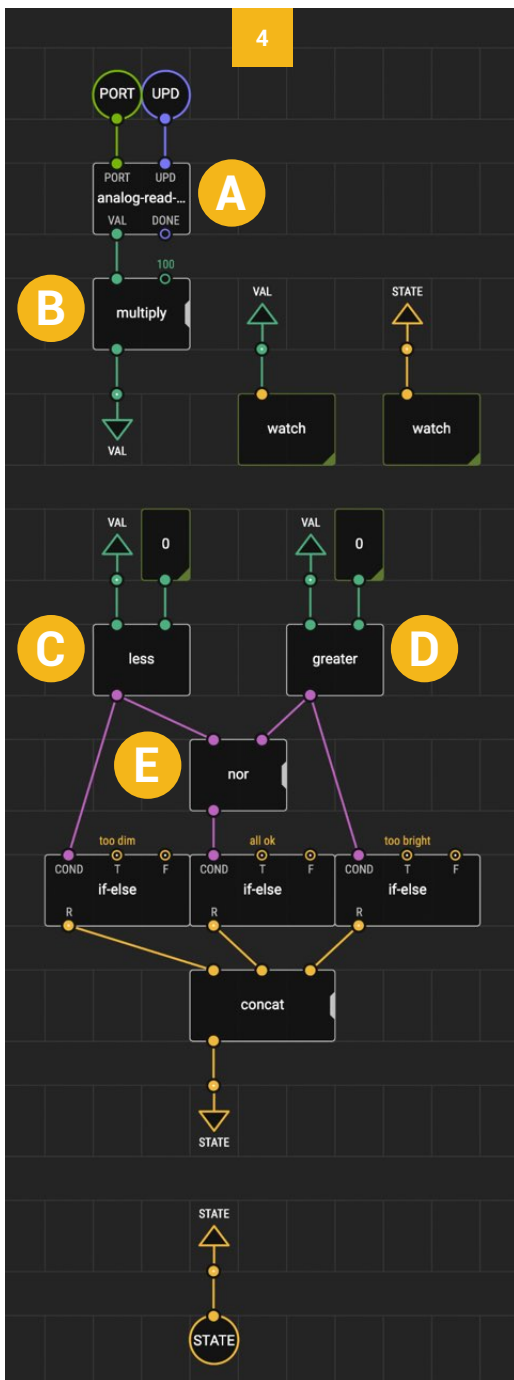 4
PORT UPD
PORT UPD
analog-read-...
VAL DONE
A
100
multiply
B
VAL
VAL
watch
STATE
watch
VAL
0
VAL
0
C
less
greater
D
E
nor
too dim
COND T F
if-else
R
all ok
COND T F
if-else
R
too bright
COND T F
if-else
R
concat
STATE
STATE
STATE